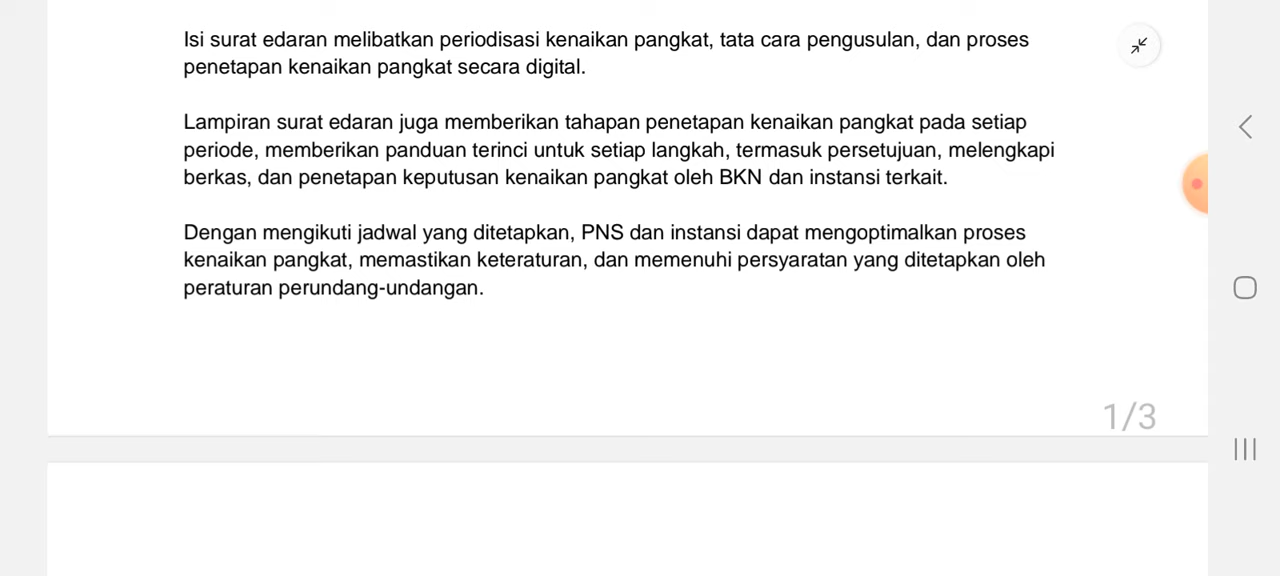 Isi surat edaran melibatkan periodisasi kenaikan pangkat, tata cara pengusulan, dan proses
penetapan kenaikan pangkat secara digital.
Lampiran surat edaran juga memberikan tahapan penetapan kenaikan pangkat pada setiap
periode, memberikan panduan terinci untuk setiap langkah, termasuk persetujuan, melengkapi
berkas, dan penetapan keputusan kenaikan pangkat oleh BKN dan instansi terkait.
Dengan mengikuti jadwal yang ditetapkan, PNS dan instansi dapat mengoptimalkan proses
kenaikan pangkat, memastikan keteraturan, dan memenuhi persyaratan yang ditetapkan oleh
peraturan perundang-undangan.
1/3